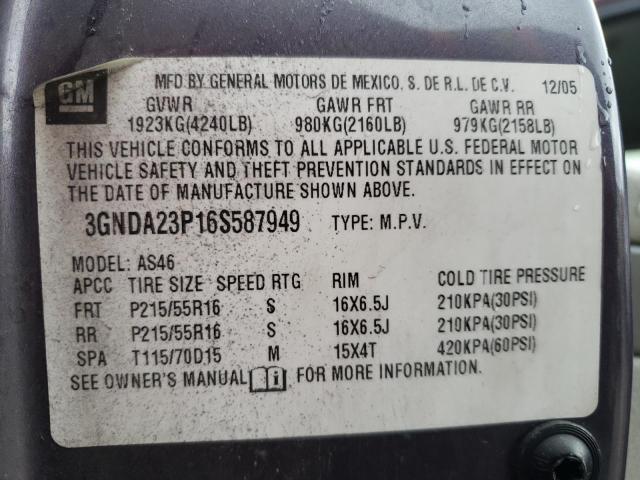 GM
MFD BY GENERAL MOTORS DE MEXICO, S. DE R.L. DE C.V. 12/05
GVWR GAWR FRT GAWR RR
1923KG(4240LB) 980KG(2160LB) 979KG(2158LB)
THIS VEHICLE CONFORMS TO ALL APPLICABLE U.S. FEDERAL MOTOR
VEHICLE SAFETY AND THEFT PREVENTION STANDARDS IN EFFECT ON
THE DATE OF MANUFACTURE SHOWN ABOVE.
3GNDA23P16S587949 TYPE: M.P.V.
MODEL: AS46
APCC TIRE SIZE SPEED RTG RIM COLD TIRE PRESSURE
FRT P215/55R16 S 16X6.5J 210KPA(30PSI)
RR P215/55R16 S 16X6.5J 210KPA(30PSI)
SPA T115/70D15 M 15X4T 420KPA(60PSI)
SEE OWNER'S MANUAL FOR MORE INFORMATION.